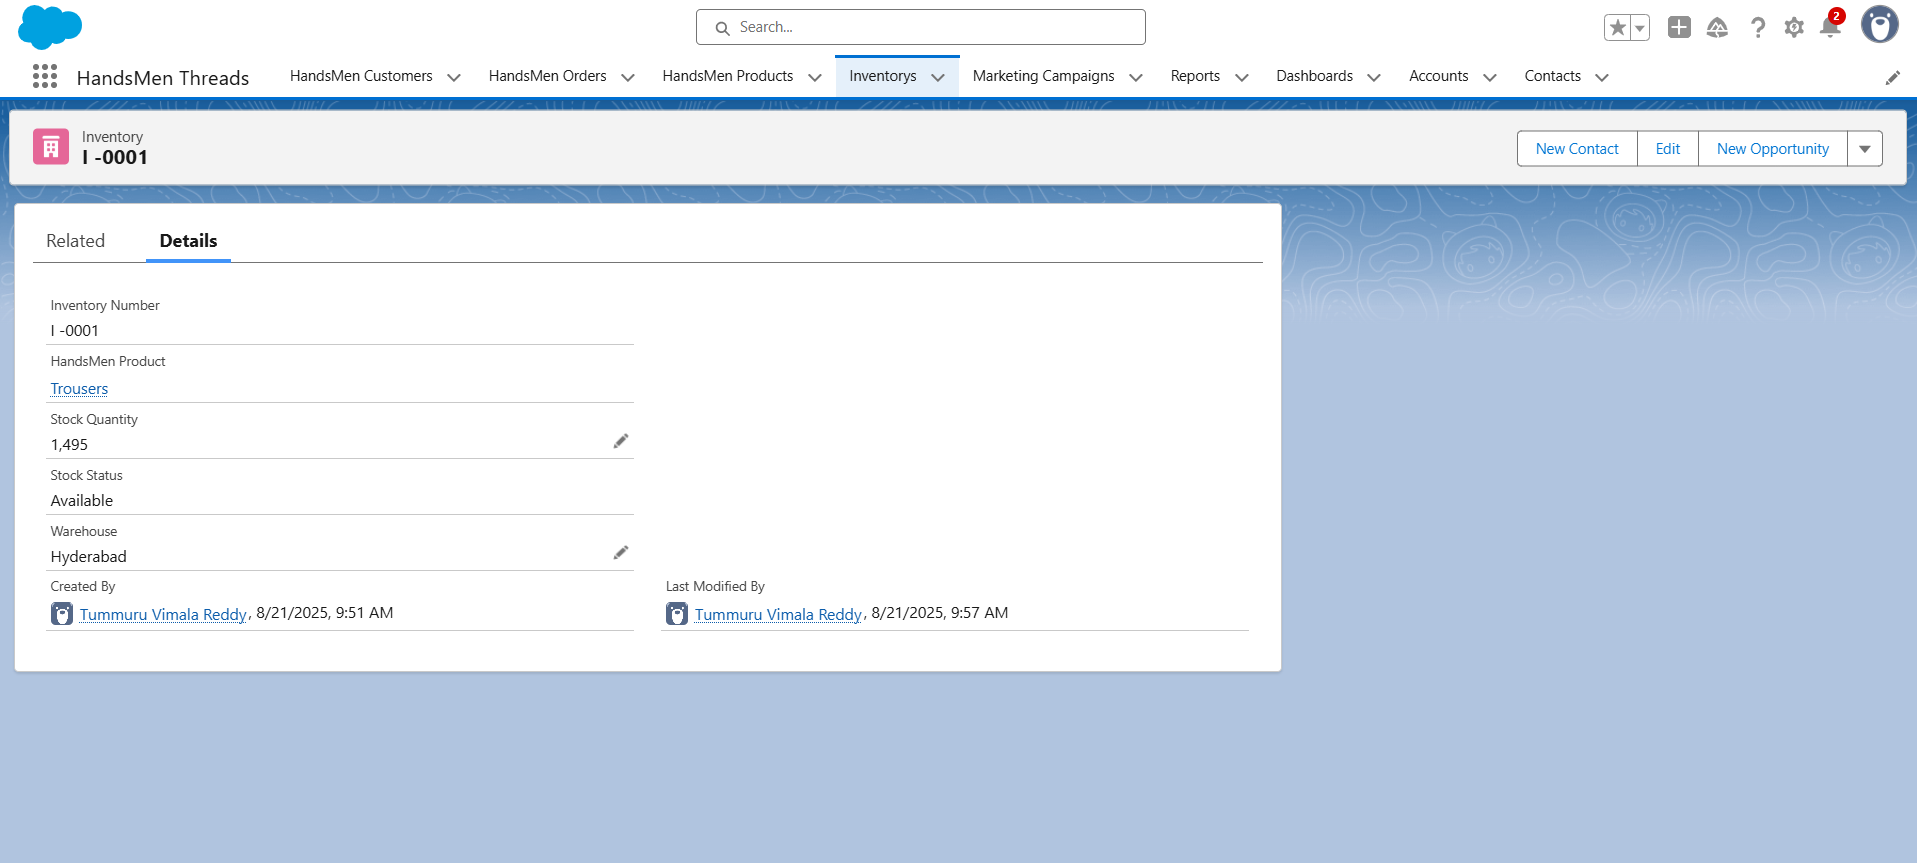 Search...
2
HandsMen Threads
HandsMen Customers
HandsMen Orders
HandsMen Products
Inventorys
Marketing Campaigns
Reports
Dashboards
Accounts
Contacts
Inventory
I -0001
New Contact
Edit
New Opportunity
Related
Details
Inventory Number
I -0001
HandsMen Product
Trousers
Stock Quantity
1,495
Stock Status
Available
Warehouse
Hyderabad
Created By
Tummuru Vimala Reddy, 8/21/2025, 9:51 AM
Last Modified By
Tummuru Vimala Reddy, 8/21/2025, 9:57 AM